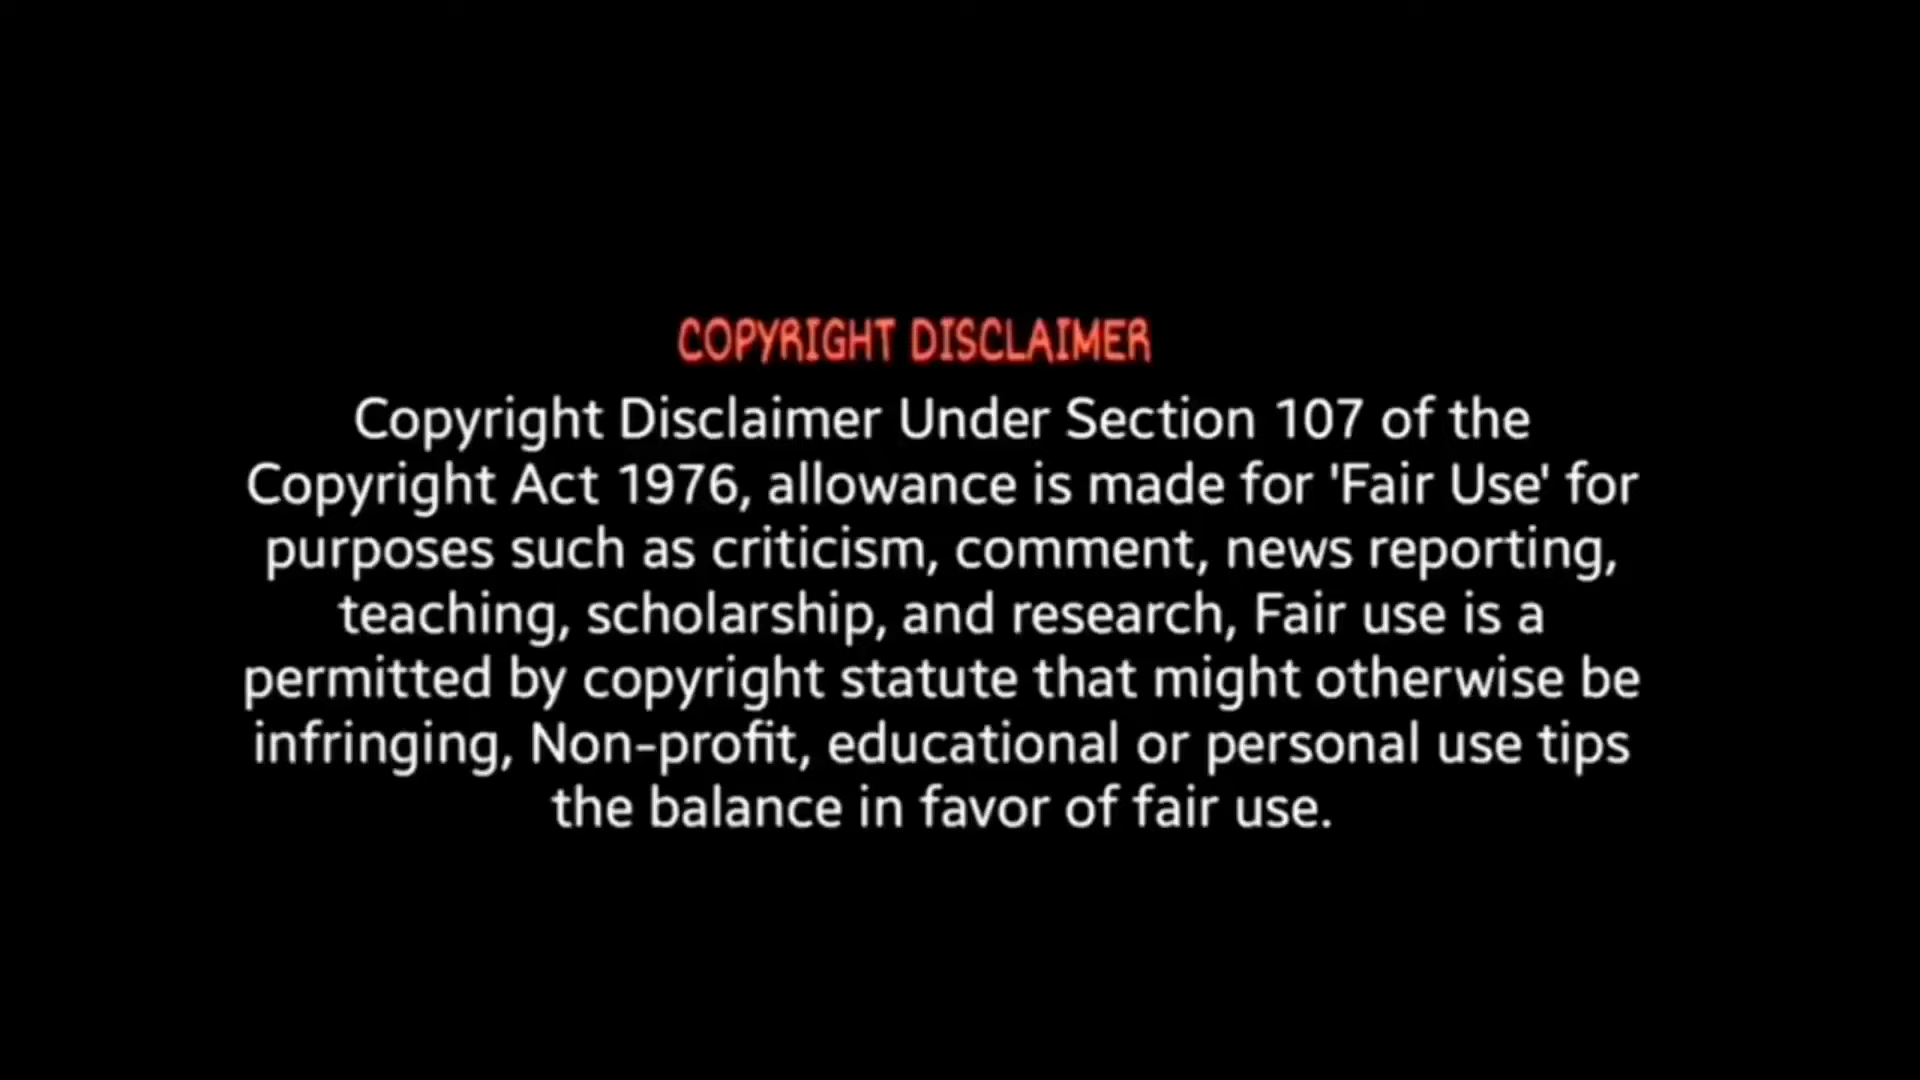 COPYRIGHT DISCLAIMER
Copyright Disclaimer Under Section 107 of the
Copyright Act 1976, allowance is made for 'Fair Use' for
purposes such as criticism, comment, news reporting,
teaching, scholarship, and research, Fair use is a
permitted by copyright statute that might otherwise be
infringing, Non-profit, educational or personal use tips
the balance in favor of fair use.